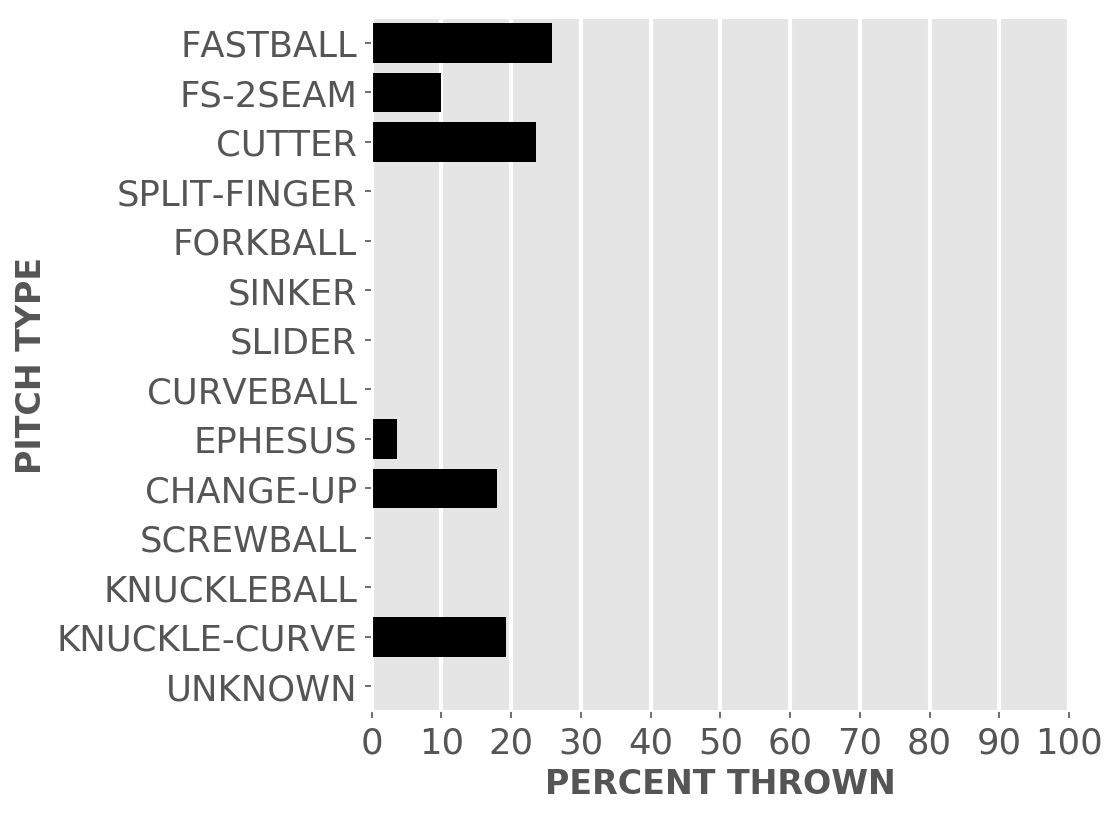 FASTBALL
FS-2SEAM
CUTTER
SPLIT-FINGER
FORKBALL
SINKER
SLIDER
CURVEBALL
EPHESUS
CHANGE-UP
SCREWBALL
KNUCKLEBALL
KNUCKLE-CURVE
UNKNOWN
PITCH TYPE
0 10 20 30 40 50 60 70 80 90 100
PERCENT THROWN